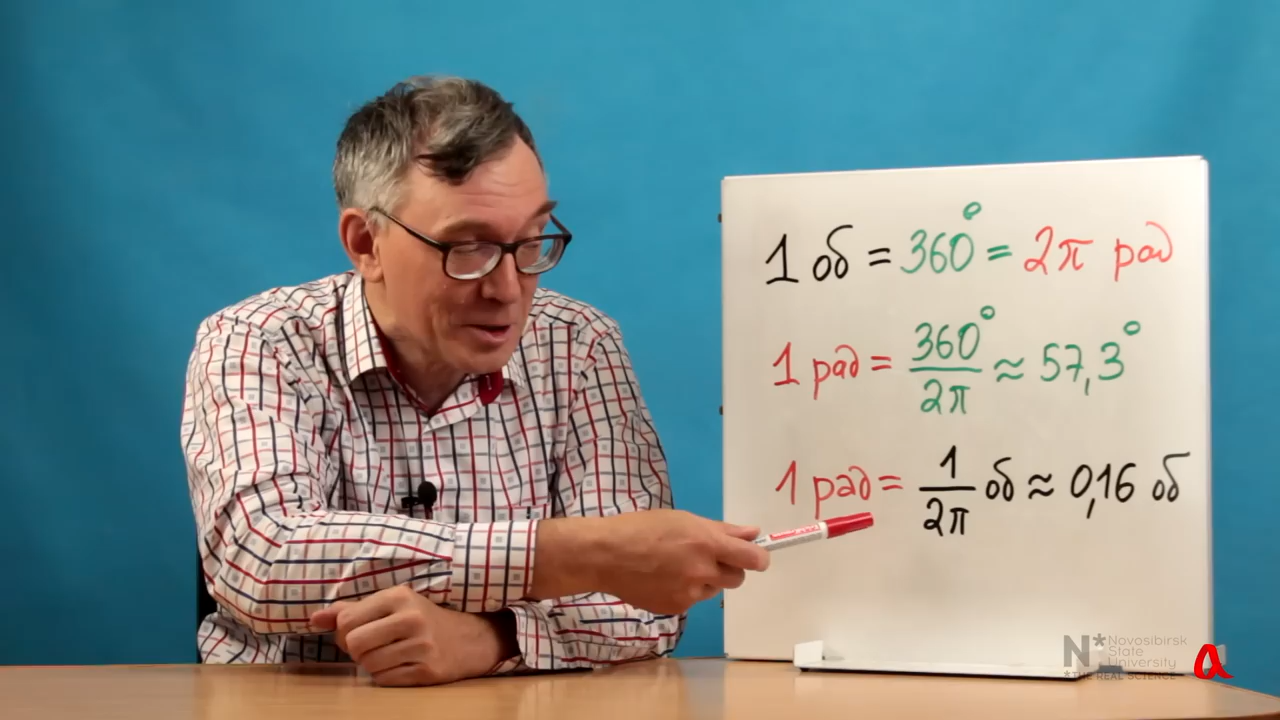 1 об = 360° = 2π рад
1 рад = 360°/2π ≈ 57,3°
1 рад = 1/2π об ≈ 0,16 об
N* Novosibirsk
State
University
*THE REAL SCIENCE